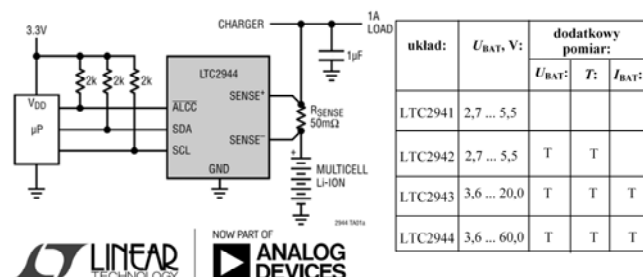 CHARGER
1A
LOAD
3.3V
1µF
2k
2k
2k
LTC2944
VDD
µP
ALCC
SDA
SCL
GND
SENSE+
SENSE−
RSENSE
50mΩ
+
MULTICELL
Li-ION
2944 TA01a
LINEAR
TECHNOLOGY
NOW PART OF
ANALOG
DEVICES
układ: UBAT, V: dodatkowy pomiar:
UBAT: T: IBAT:
LTC2941 2,7 ... 5,5
LTC2942 2,7 ... 5,5 T T
LTC2943 3,6 ... 20,0 T T T
LTC2944 3,6 ... 60,0 T T T